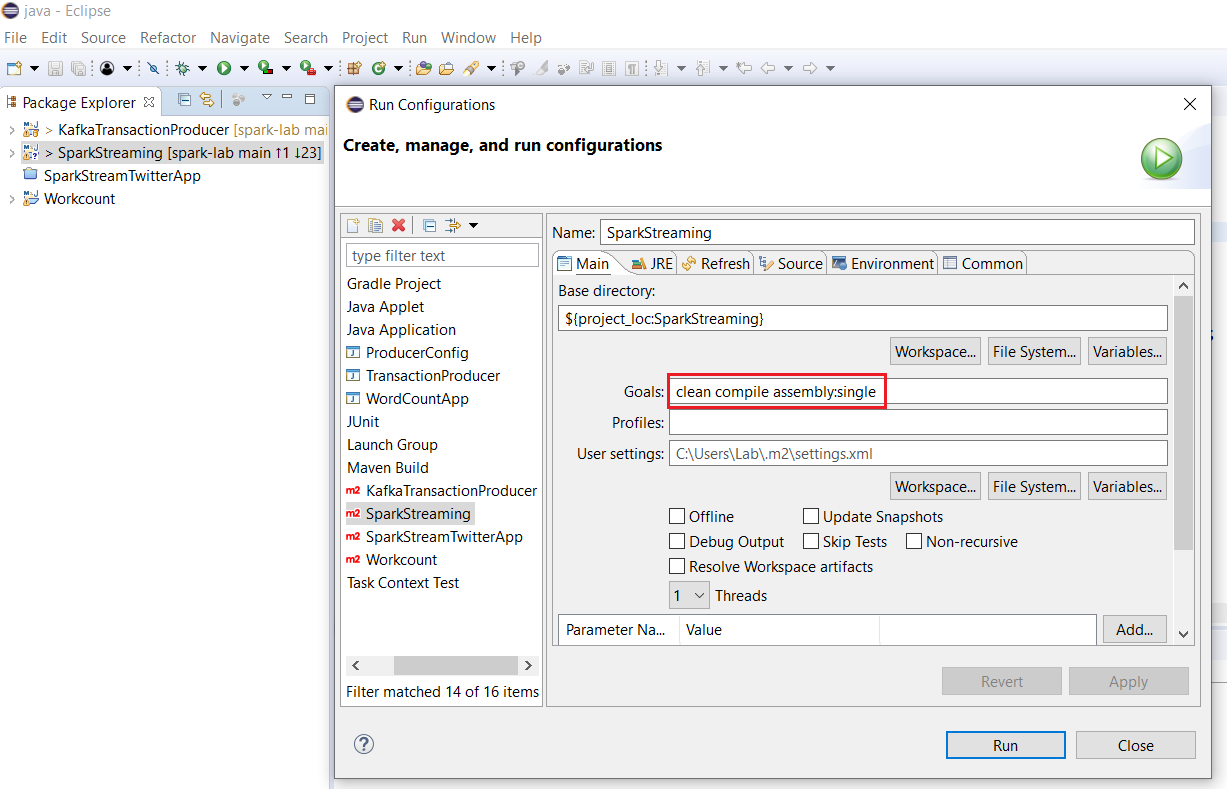 java - Eclipse
File Edit Source Refactor Navigate Search Project Run Window Help
Package Explorer
> KafkaTransactionProducer [spark-lab mai
> SparkStreaming [spark-lab main ↑1 ↓23]
SparkStreamTwitterApp
Workcount
Run Configurations
Create, manage, and run configurations
type filter text
Gradle Project
Java Applet
Java Application
ProducerConfig
TransactionProducer
WordCountApp
JUnit
Launch Group
Maven Build
m2 KafkaTransactionProducer
m2 SparkStreaming
m2 SparkStreamTwitterApp
m2 Workcount
Task Context Test
Filter matched 14 of 16 items
Name: SparkStreaming
Main JRE Refresh Source Environment Common
Base directory:
${project_loc:SparkStreaming}
Workspace... File System... Variables...
Goals: clean compile assembly:single
Profiles:
User settings: C:\Users\Lab\.m2\settings.xml
Workspace... File System... Variables...
Offline Update Snapshots
Debug Output Skip Tests Non-recursive
Resolve Workspace artifacts
1 Threads
Parameter Na... Value Add...
Revert Apply
Run Close